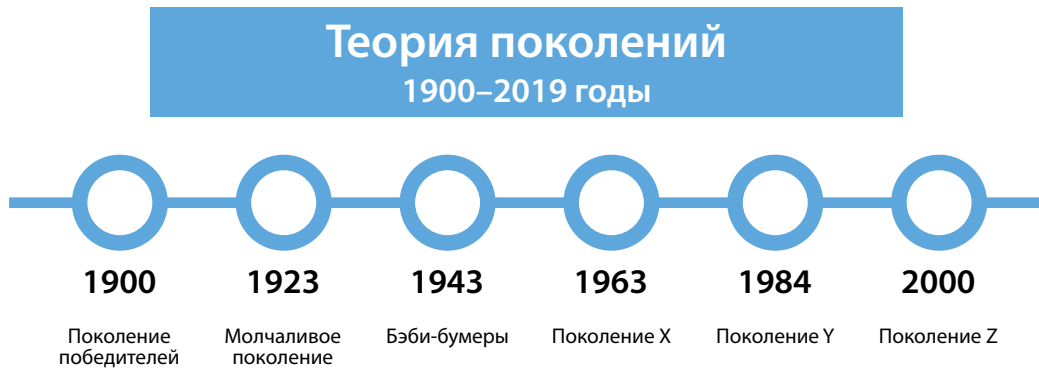 Теория поколений
1900–2019 годы
1900
1923
1943
1963
1984
2000
Поколение
победителей
Молчаливое
поколение
Бэби-бумеры
Поколение X
Поколение Y
Поколение Z